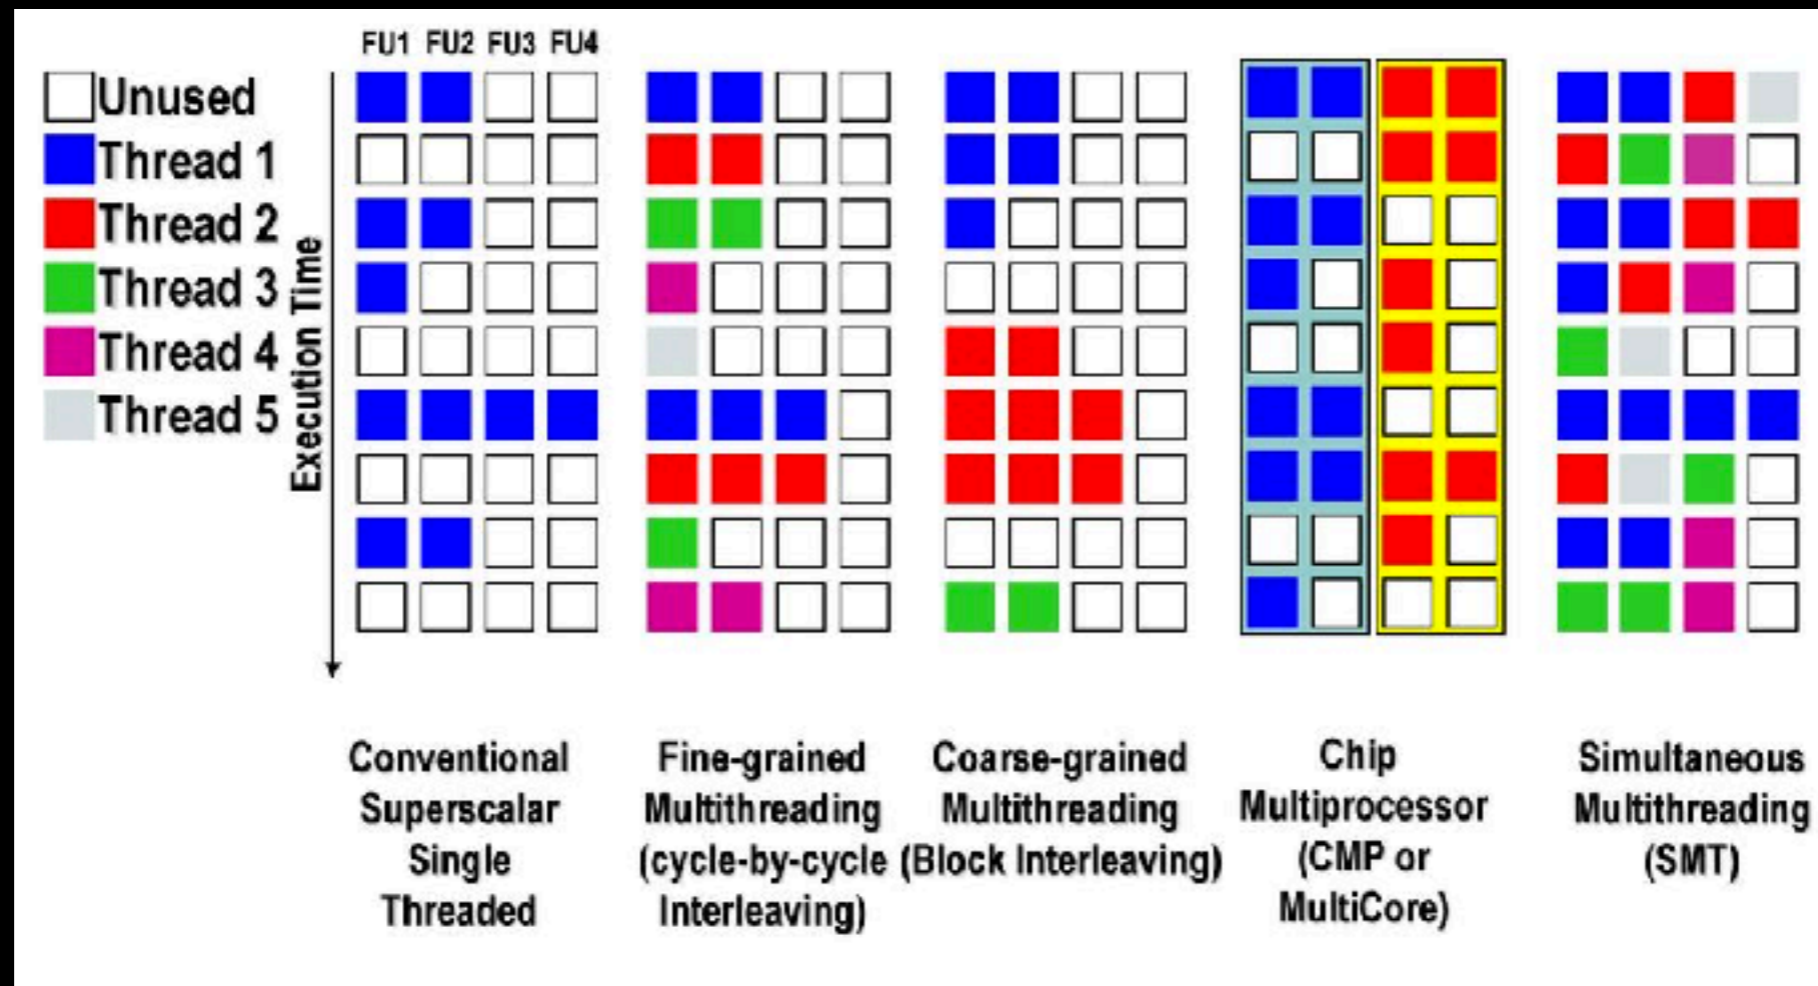 FU1 FU2 FU3 FU4
Unused
Thread 1
Thread 2
Thread 3
Thread 4
Thread 5
Execution Time
Conventional
Superscalar
Single
Threaded
Fine-grained
Multithreading
(cycle-by-cycle
Interleaving)
Coarse-grained
Multithreading
(Block Interleaving)
Chip
Multiprocessor
(CMP or
MultiCore)
Simultaneous
Multithreading
(SMT)